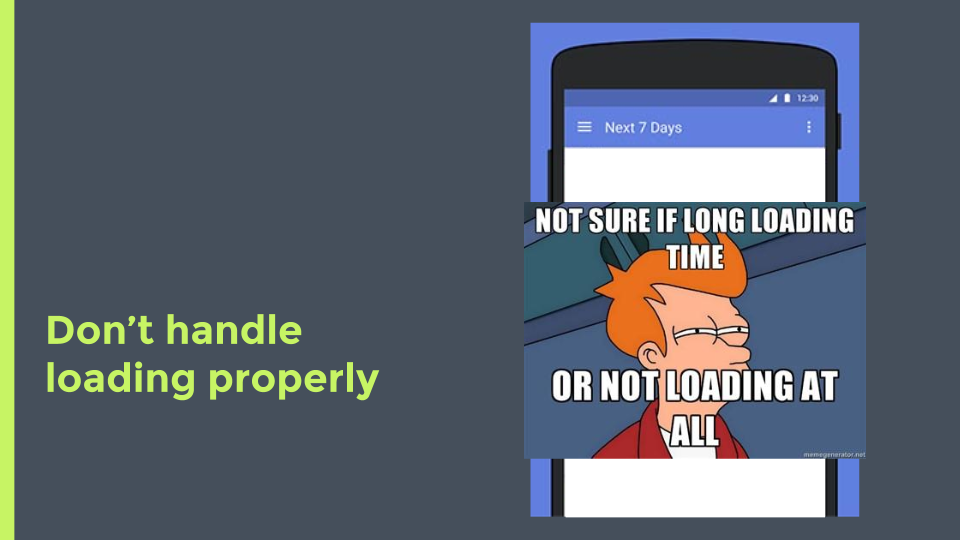 Don’t handle
loading properly
12:30
Next 7 Days
NOT SURE IF LONG LOADING
TIME
OR NOT LOADING AT
ALL
memegenerator.net